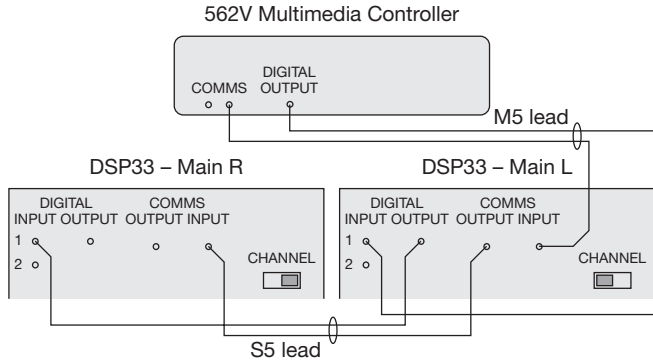 562V Multimedia Controller
COMMS
DIGITAL
OUTPUT
M5 lead
DSP33 – Main R
DIGITAL
INPUT OUTPUT
COMMS
OUTPUT INPUT
1
2
CHANNEL
DSP33 – Main L
DIGITAL
INPUT OUTPUT
COMMS
OUTPUT INPUT
1
2
CHANNEL
S5 lead